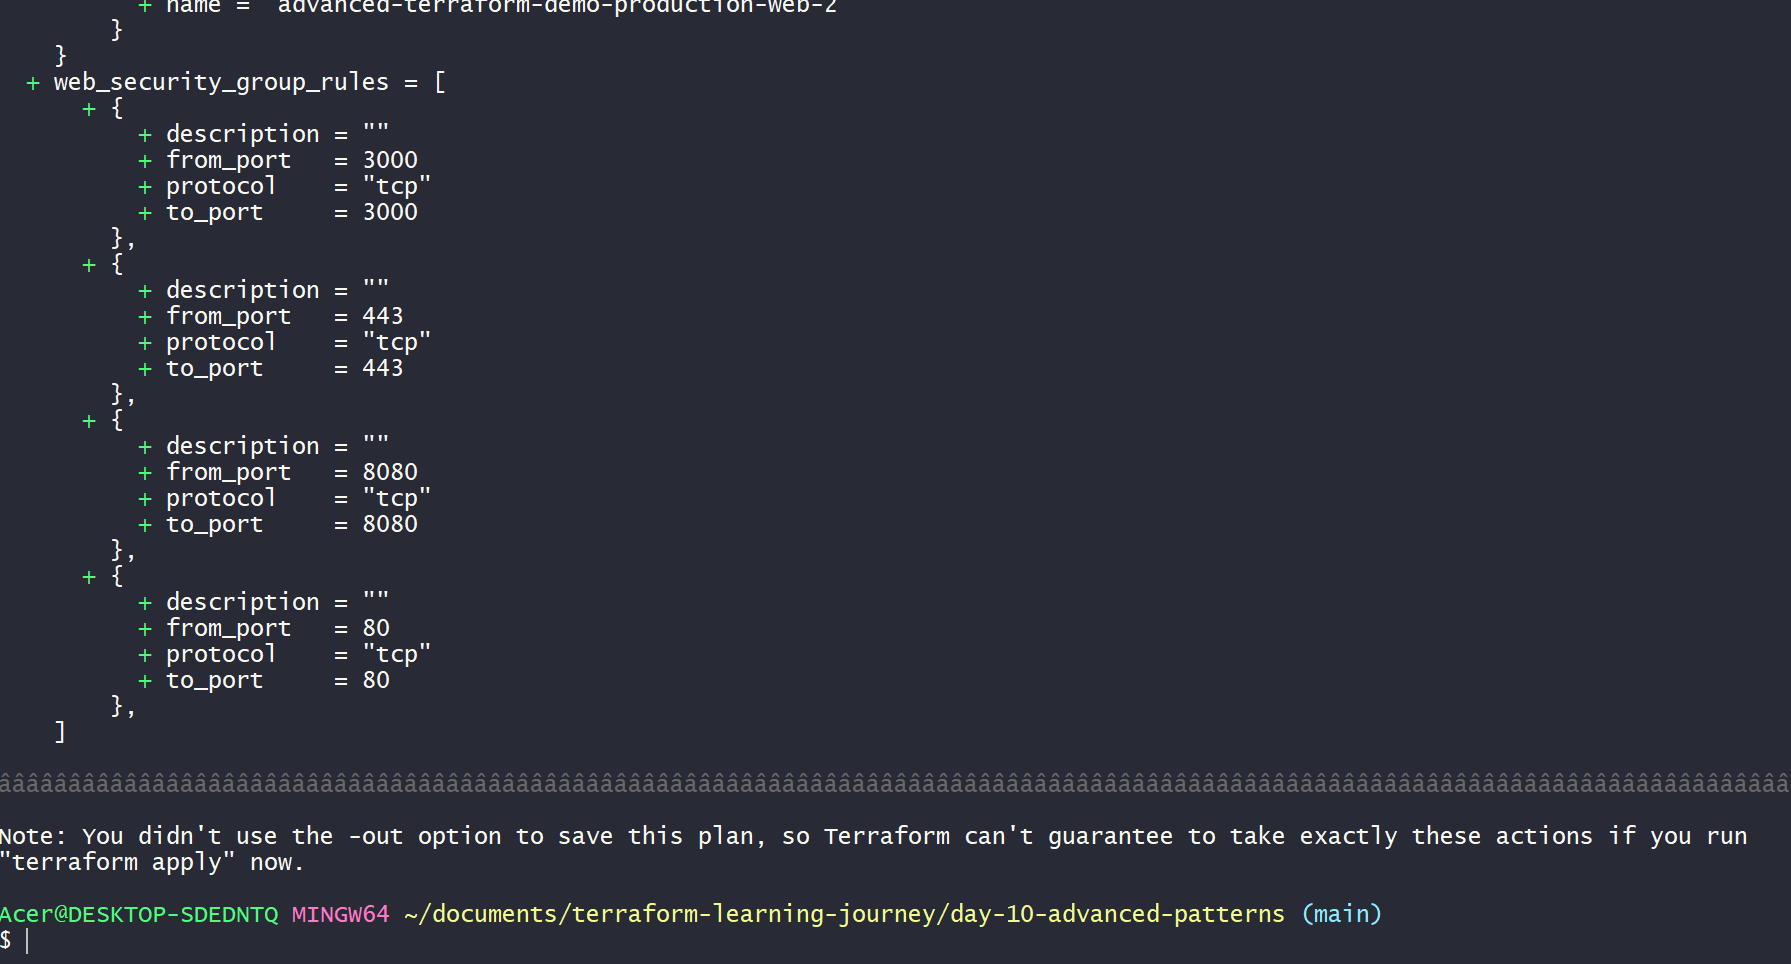 + name = "advanced-terraform-demo-production-web-2"
}
}
+ web_security_group_rules = [
+ {
+ description = ""
+ from_port   = 3000
+ protocol    = "tcp"
+ to_port     = 3000
},
+ {
+ description = ""
+ from_port   = 443
+ protocol    = "tcp"
+ to_port     = 443
},
+ {
+ description = ""
+ from_port   = 8080
+ protocol    = "tcp"
+ to_port     = 8080
},
+ {
+ description = ""
+ from_port   = 80
+ protocol    = "tcp"
+ to_port     = 80
},
]
ââââââââââââââââââââââââââââââââââââââââââââââââââââââââââââââââââââââââââââââââââââââââââââââââââââââââââââââââââââââââââââââââ
Note: You didn't use the -out option to save this plan, so Terraform can't guarantee to take exactly these actions if you run
"terraform apply" now.
Acer@DESKTOP-SDEDNTQ MINGW64 ~/documents/terraform-learning-journey/day-10-advanced-patterns (main)
$